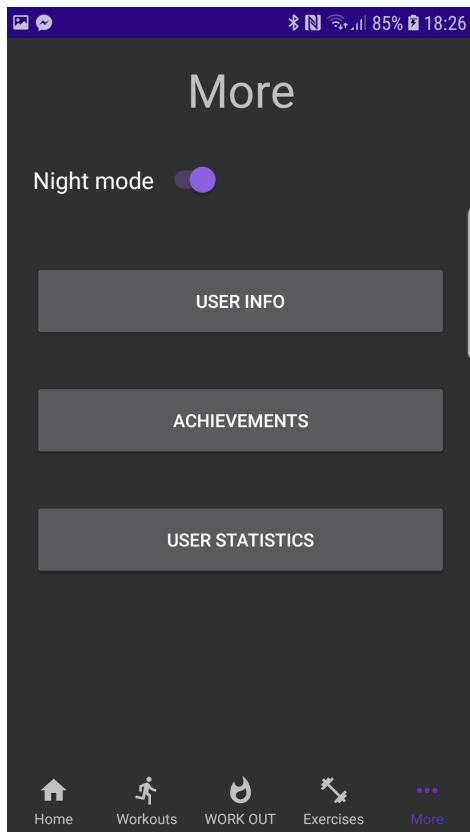 85% 18:26
More
Night mode
USER INFO
ACHIEVEMENTS
USER STATISTICS
Home Workouts WORK OUT Exercises More